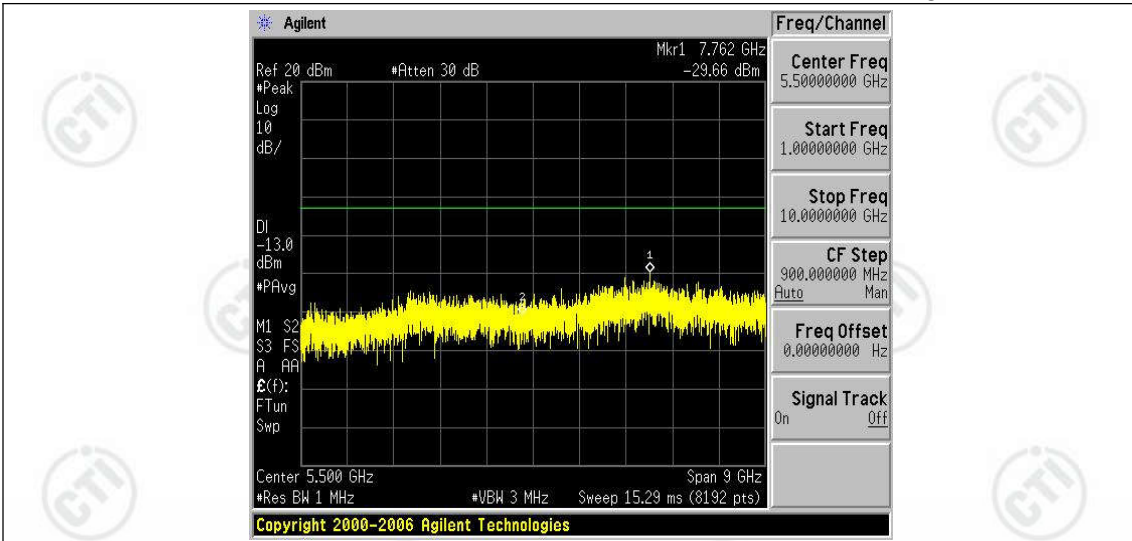 Agilent
Freq/Channel
Mkr1 7.762 GHz
Ref 20 dBm #Atten 30 dB -29.66 dBm
#Peak
Log
10
dB/
DI
-13.0
dBm
#PAvg
M1 S2
S3 FS
A AA
£(f):
FTun
Swp
1
2
Center 5.500 GHz Span 9 GHz
#Res BW 1 MHz #VBW 3 MHz Sweep 15.29 ms (8192 pts)
Copyright 2000-2006 Agilent Technologies
Center Freq
5.50000000 GHz
Start Freq
1.00000000 GHz
Stop Freq
10.0000000 GHz
CF Step
900.000000 MHz
Auto Man
Freq Offset
0.00000000 Hz
Signal Track
On Off
CTI
CTI
CTI
CTI